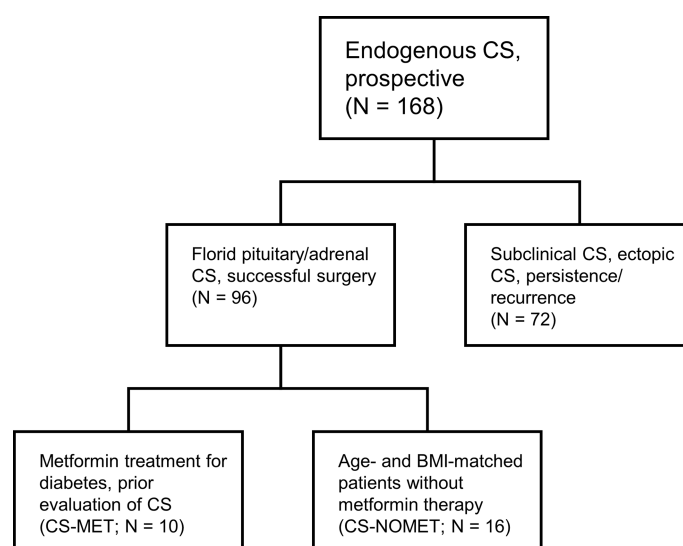 Endogenous CS,
prospective
(N = 168)
Florid pituitary/adrenal
CS, successful surgery
(N = 96)
Subclinical CS, ectopic
CS, persistence/
recurrence
(N = 72)
Metformin treatment for
diabetes, prior
evaluation of CS
(CS-MET; N = 10)
Age- and BMI-matched
patients without
metformin therapy
(CS-NOMET; N = 16)